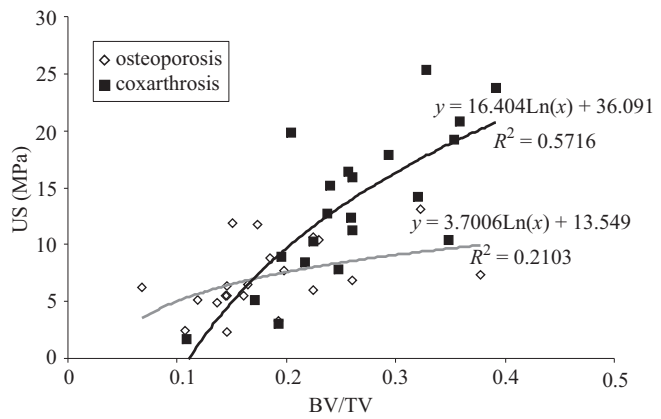 30
25
20
15
10
5
0
US (MPa)
osteoporosis
coxarthrosis
y = 16.404Ln(x) + 36.091
R² = 0.5716
y = 3.7006Ln(x) + 13.549
R² = 0.2103
0 0.1 0.2 0.3 0.4 0.5
BV/TV